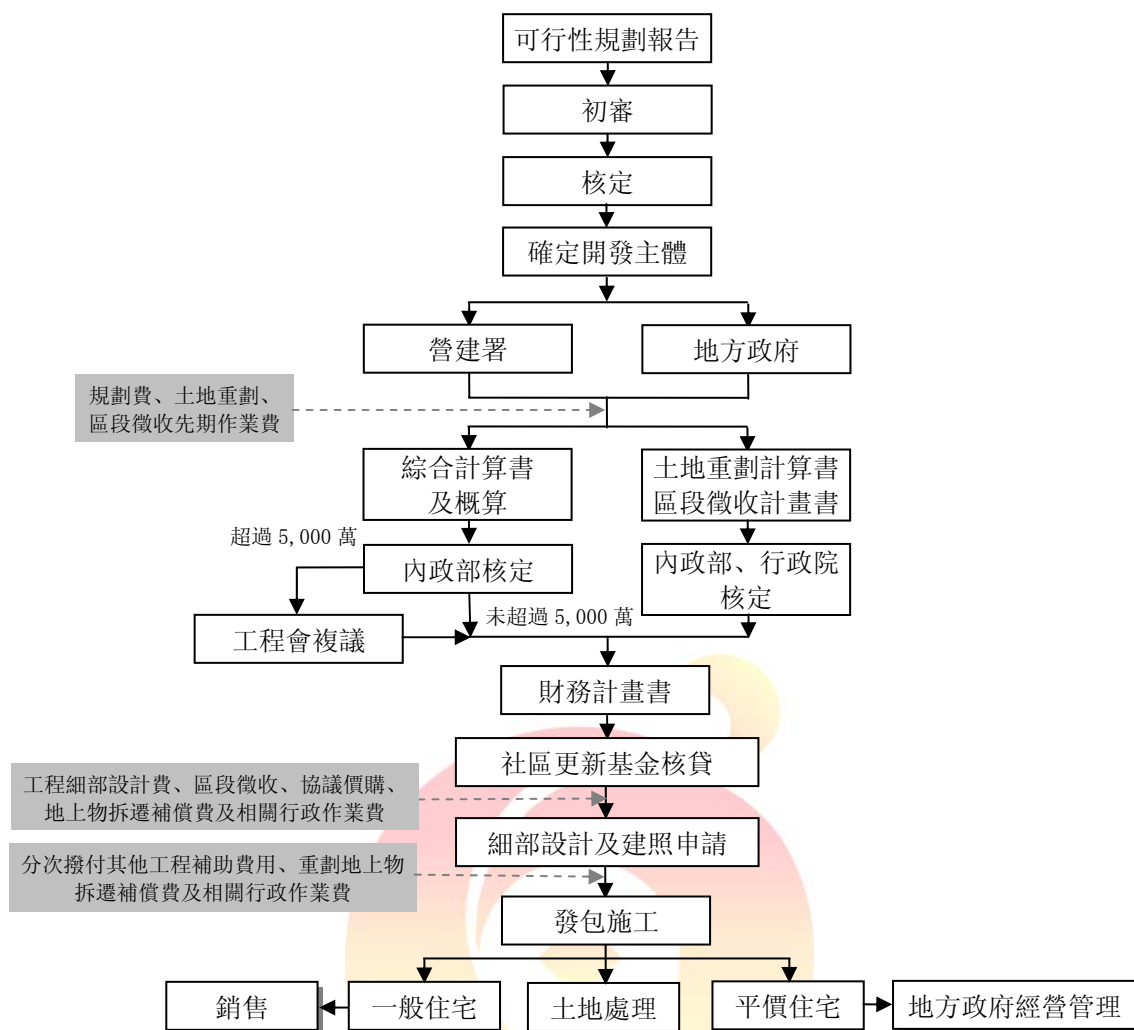 可行性規劃報告
初審
核定
確定開發主體
營建署
地方政府
規劃費、土地重劃、
區段徵收先期作業費
綜合計算書
及概算
土地重劃計算書
區段徵收計畫書
超過 5,000 萬
內政部核定
內政部、行政院
核定
工程會複議
未超過 5,000 萬
財務計畫書
社區更新基金核貸
工程細部設計費、區段徵收、協議價購、
地上物拆遷補償費及相關行政作業費
細部設計及建照申請
分次撥付其他工程補助費用、重劃地上物
拆遷補償費及相關行政作業費
發包施工
銷售
一般住宅
土地處理
平價住宅
地方政府經營管理